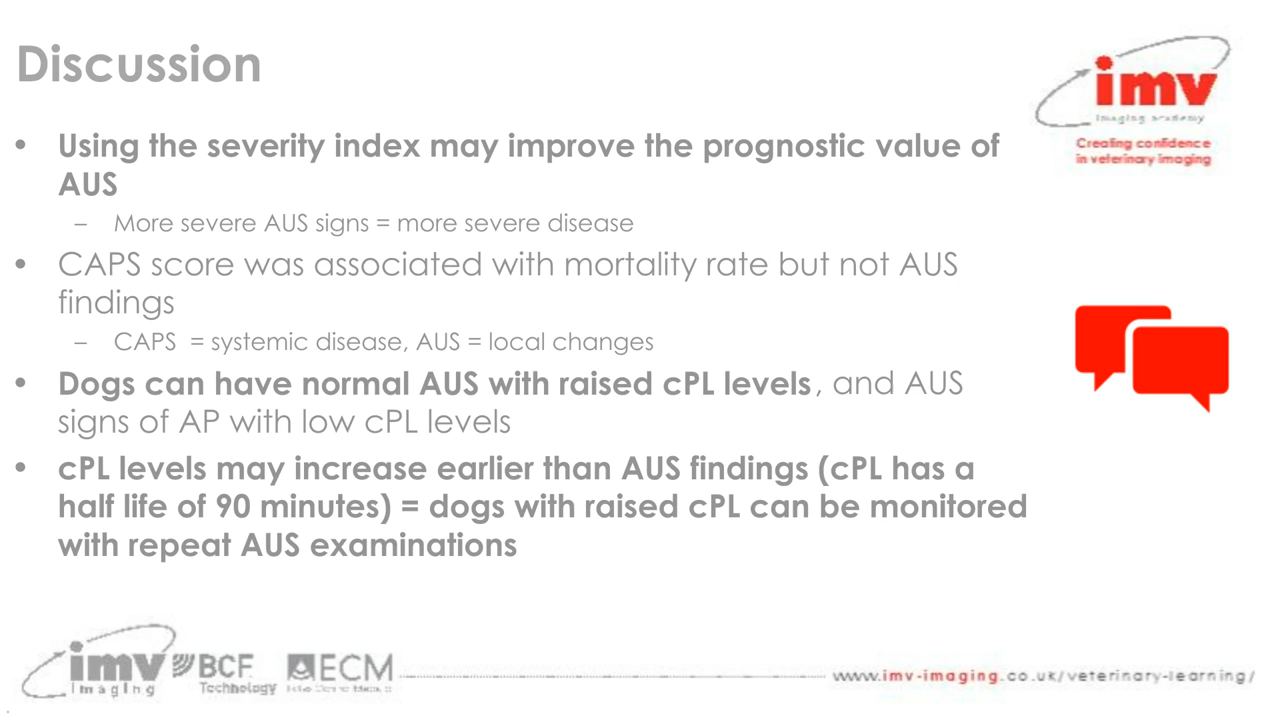 Discussion
imv
imaging academy
Creating confidence
in veterinary imaging
• Using the severity index may improve the prognostic value of
AUS
– More severe AUS signs = more severe disease
• CAPS score was associated with mortality rate but not AUS
findings
– CAPS = systemic disease, AUS = local changes
• Dogs can have normal AUS with raised cPL levels, and AUS
signs of AP with low cPL levels
• cPL levels may increase earlier than AUS findings (cPL has a
half life of 90 minutes) = dogs with raised cPL can be monitored
with repeat AUS examinations
imv
imaging
BCF
Technology
ECM
www.imv-imaging.co.uk/veterinary-learning/